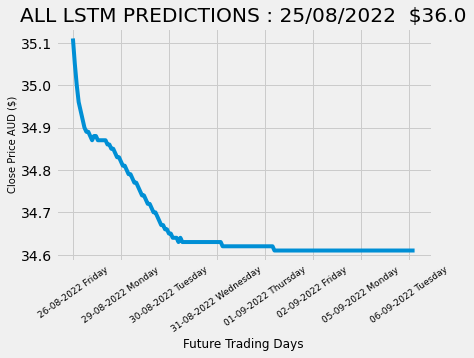 ALL LSTM PREDICTIONS : 25/08/2022 $36.0
35.1
35.0
34.9
34.8
34.7
34.6
Close Price AUD ($)
26-08-2022 Friday
29-08-2022 Monday
30-08-2022 Tuesday
31-08-2022 Wednesday
01-09-2022 Thursday
02-09-2022 Friday
05-09-2022 Monday
06-09-2022 Tuesday
Future Trading Days